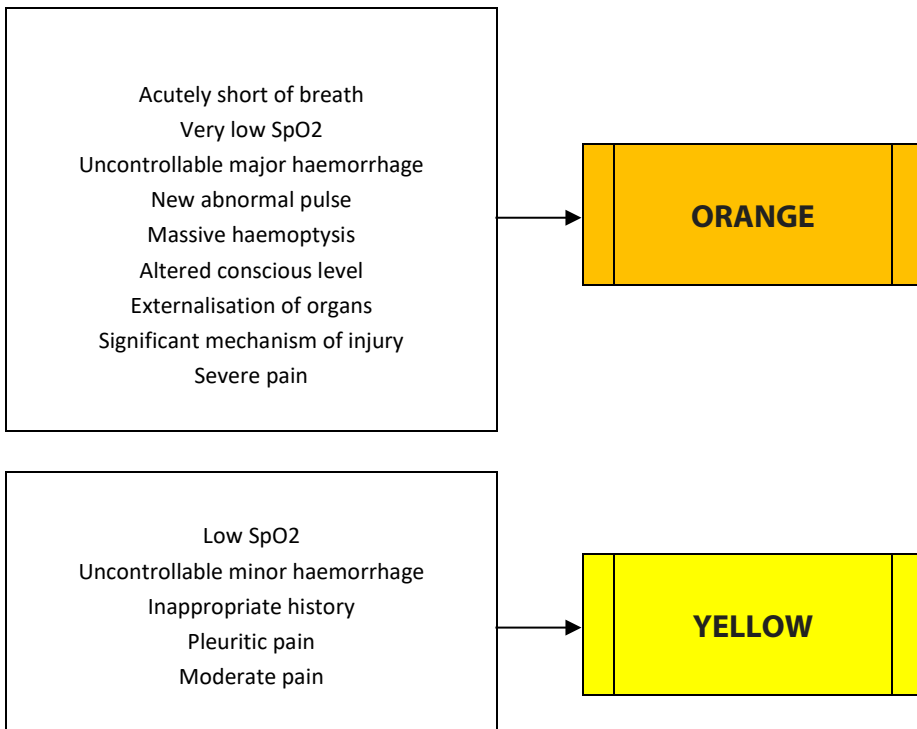 Acutely short of breath
Very low SpO2
Uncontrollable major haemorrhage
New abnormal pulse
Massive haemoptysis
Altered conscious level
Externalisation of organs
Significant mechanism of injury
Severe pain
ORANGE
Low SpO2
Uncontrollable minor haemorrhage
Inappropriate history
Pleuritic pain
Moderate pain
YELLOW